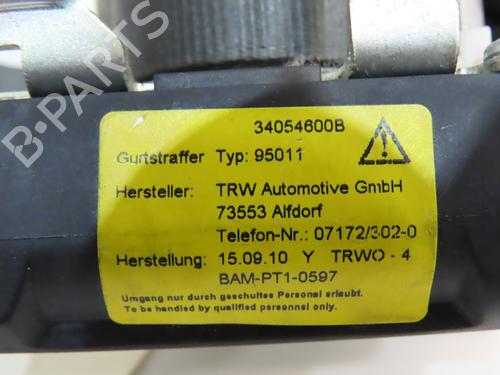 34054600B
Gurtstraffer Typ: 95011
Hersteller: TRW Automotive GmbH
73553 Alfdorf
Telefon-Nr.: 07172/302-0
Herstellung: 15.09.10 Y TRWO - 4
BAM-PT1-0597
Umgang nur durch geschultes Personal erlaubt.
To be handled by qualified personnel only.